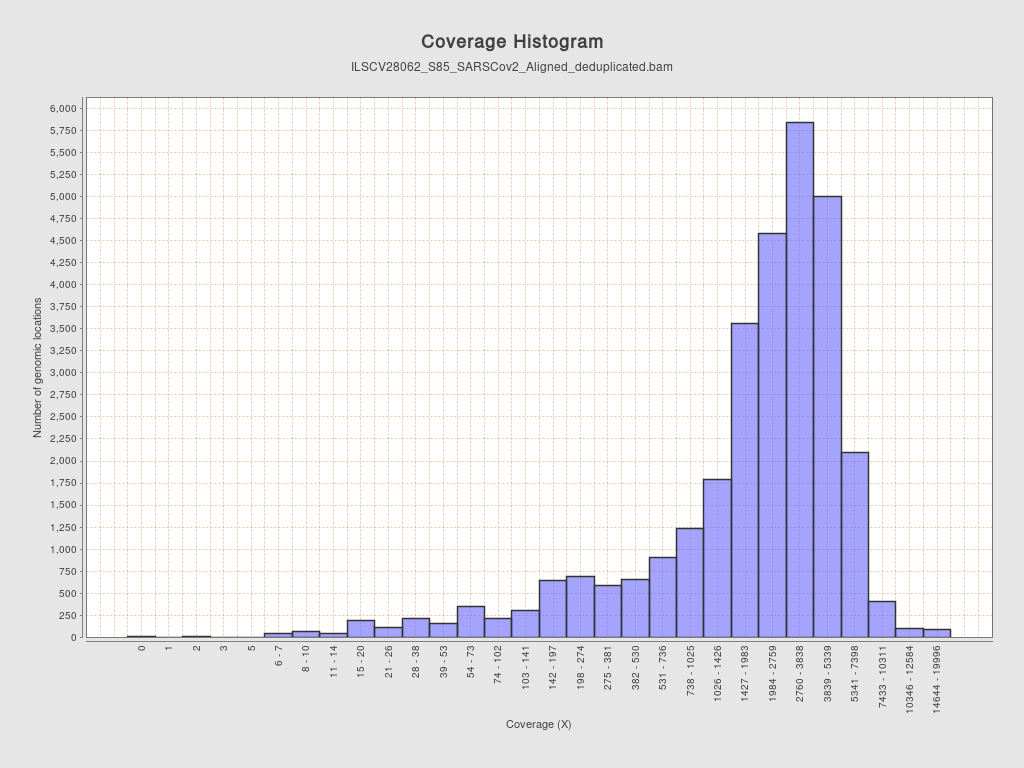 Coverage Histogram
ILSCV28062_S85_SARSCov2_Aligned_deduplicated.bam
6,000
5,750
5,500
5,250
5,000
4,750
4,500
4,250
4,000
3,750
3,500
3,250
3,000
2,750
2,500
2,250
2,000
1,750
1,500
1,250
1,000
750
500
250
0
Number of genomic locations
0
1
2
3
5
6 - 7
8 - 10
11 - 14
15 - 20
21 - 26
28 - 38
39 - 53
54 - 73
74 - 102
103 - 141
142 - 197
198 - 274
275 - 381
382 - 530
531 - 736
738 - 1025
1026 - 1426
1427 - 1983
1984 - 2759
2760 - 3838
3839 - 5339
5341 - 7398
7433 - 10311
10346 - 12584
14644 - 19996
Coverage (X)